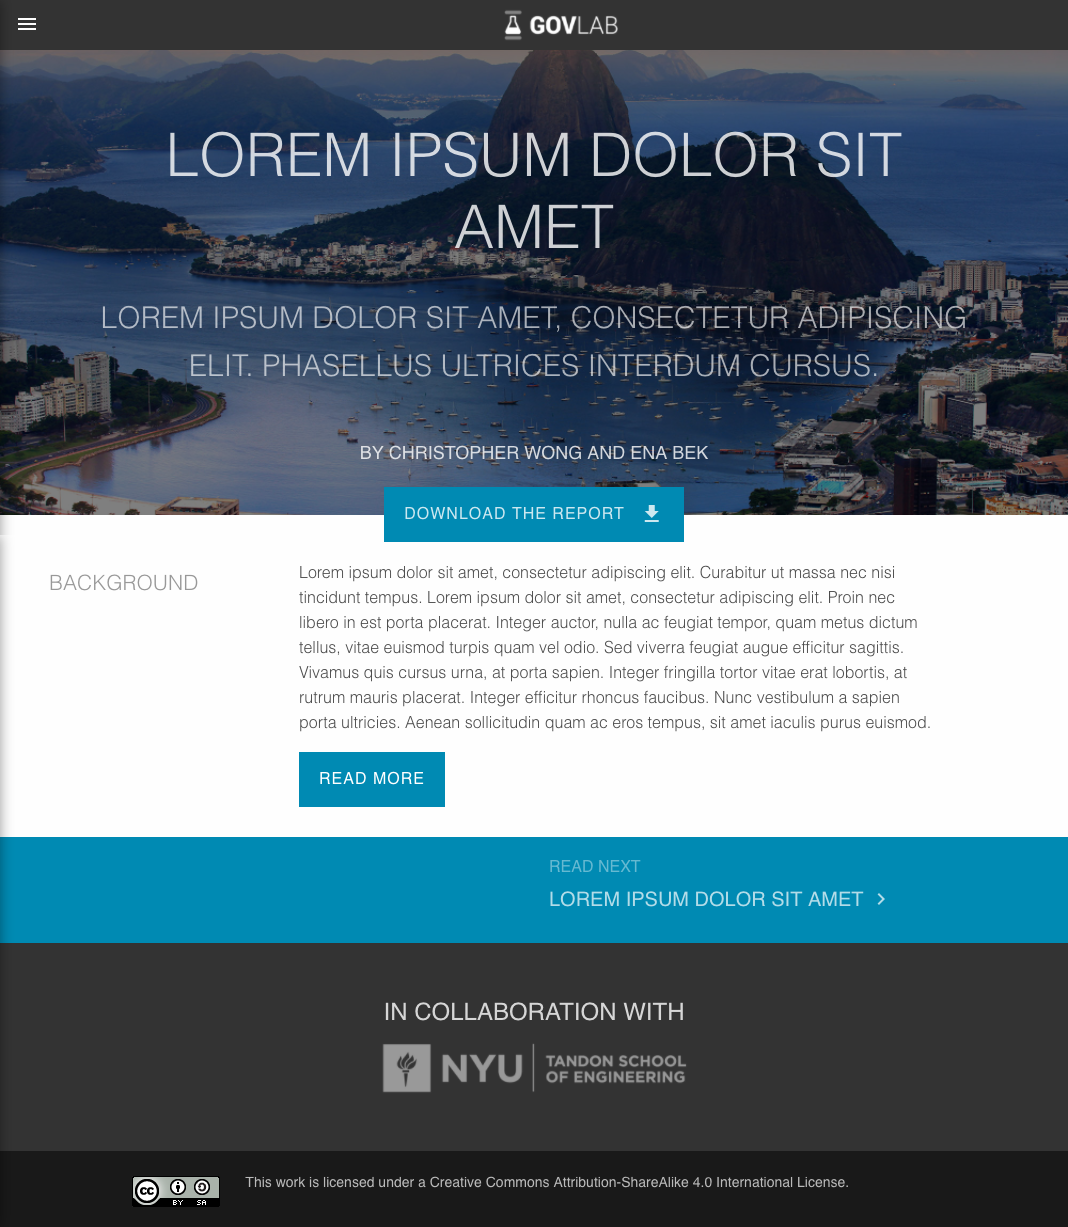 GOVLAB
LOREM IPSUM DOLOR SIT
AMET
LOREM IPSUM DOLOR SIT AMET, CONSECTETUR ADIPISCING
ELIT. PHASELLUS ULTRICES INTERDUM CURSUS.
BY CHRISTOPHER WONG AND ENA BEK
DOWNLOAD THE REPORT
BACKGROUND
Lorem ipsum dolor sit amet, consectetur adipiscing elit. Curabitur ut massa nec nisi
tincidunt tempus. Lorem ipsum dolor sit amet, consectetur adipiscing elit. Proin nec
libero in est porta placerat. Integer auctor, nulla ac feugiat tempor, quam metus dictum
tellus, vitae euismod turpis quam vel odio. Sed viverra feugiat augue efficitur sagittis.
Vivamus quis cursus urna, at porta sapien. Integer fringilla tortor vitae erat lobortis, at
rutrum mauris placerat. Integer efficitur rhoncus faucibus. Nunc vestibulum a sapien
porta ultricies. Aenean sollicitudin quam ac eros tempus, sit amet iaculis purus euismod.
READ MORE
READ NEXT
LOREM IPSUM DOLOR SIT AMET
IN COLLABORATION WITH
NYU TANDON SCHOOL
OF ENGINEERING
cc BY SA
This work is licensed under a Creative Commons Attribution-ShareAlike 4.0 International License.